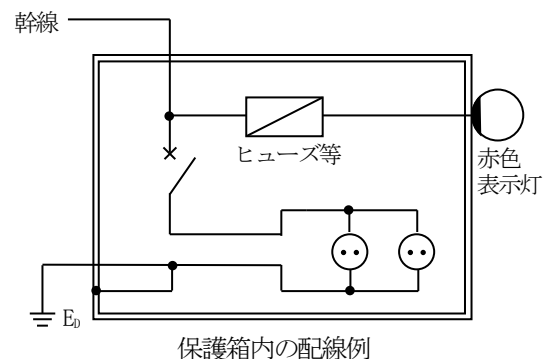 幹線
ヒューズ等
赤色
表示灯
ED
保護箱内の配線例